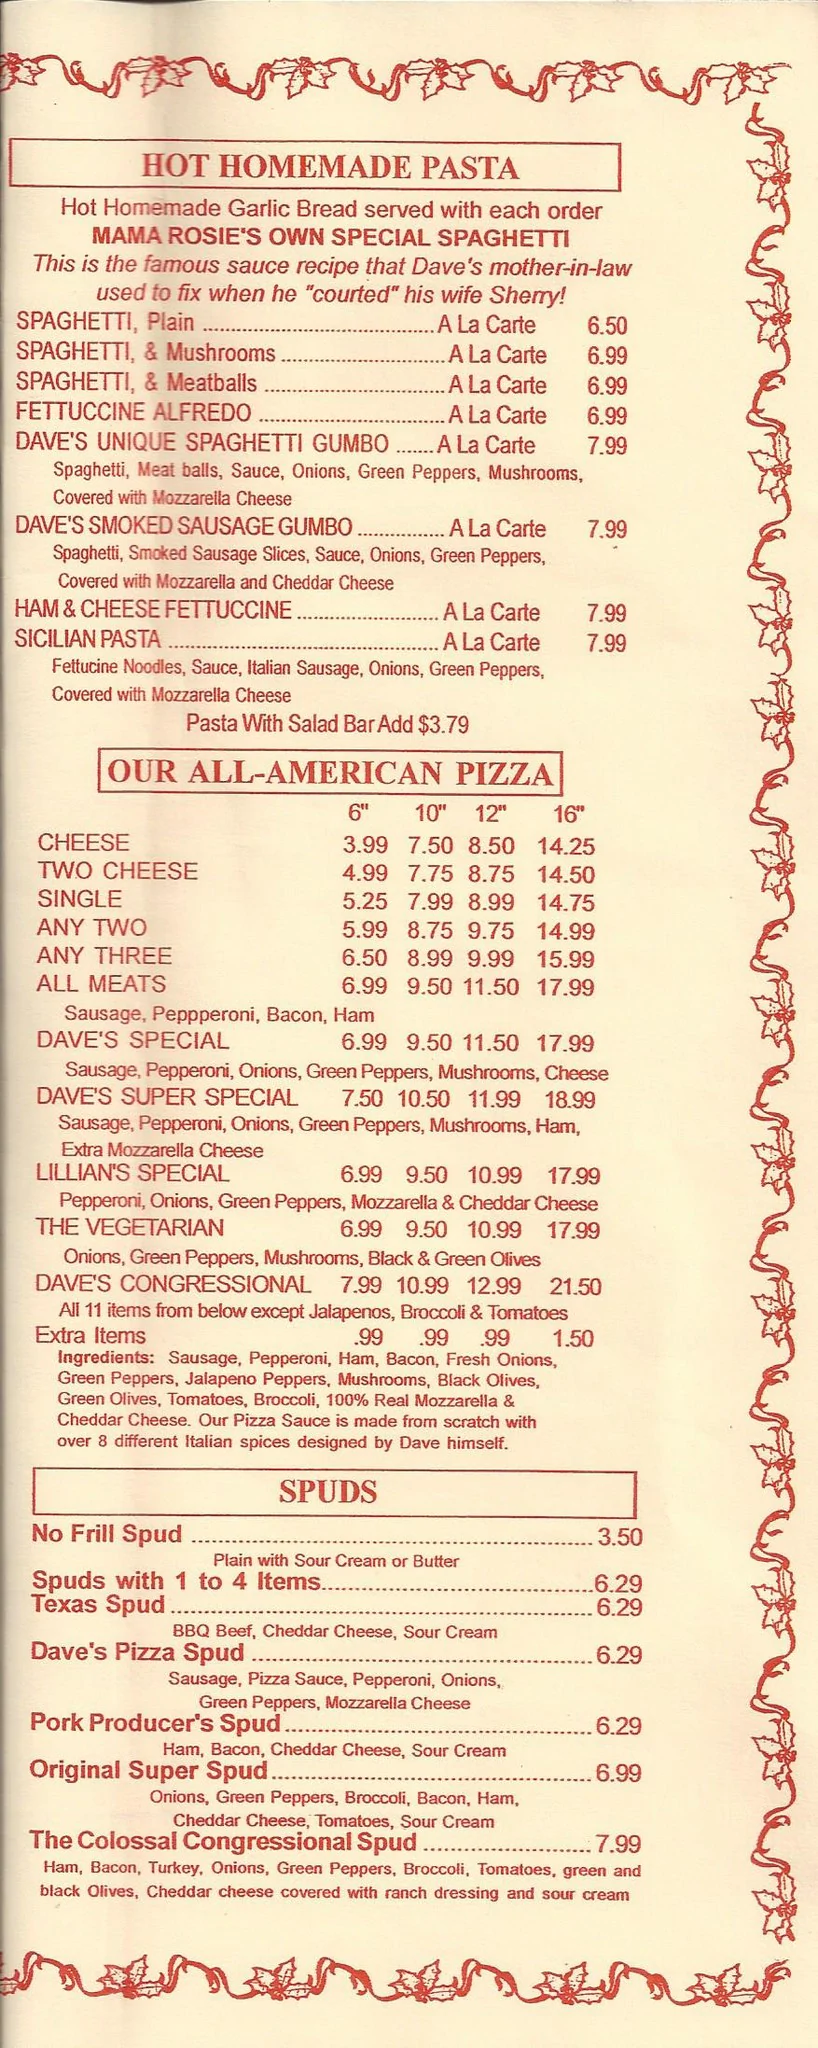 HOT HOMEMADE PASTA
Hot Homemade Garlic Bread served with each order
MAMA ROSIE'S OWN SPECIAL SPAGHETTI
This is the famous sauce recipe that Dave's mother-in-law
used to fix when he "courted" his wife Sherry!
SPAGHETTI, Plain ............................................ A La Carte 6.50
SPAGHETTI, & Mushrooms ............................... A La Carte 6.99
SPAGHETTI, & Meatballs .................................. A La Carte 6.99
FETTUCCINE ALFREDO ................................... A La Carte 6.99
DAVE'S UNIQUE SPAGHETTI GUMBO ....... A La Carte 7.99
Spaghetti, Meat balls, Sauce, Onions, Green Peppers, Mushrooms,
Covered with Mozzarella Cheese
DAVE'S SMOKED SAUSAGE GUMBO ................ A La Carte 7.99
Spaghetti, Smoked Sausage Slices, Sauce, Onions, Green Peppers,
Covered with Mozzarella and Cheddar Cheese
HAM & CHEESE FETTUCCINE ........................... A La Carte 7.99
SICILIAN PASTA ................................................... A La Carte 7.99
Fettucine Noodles, Sauce, Italian Sausage, Onions, Green Peppers,
Covered with Mozzarella Cheese
Pasta With Salad Bar Add $3.79
OUR ALL-AMERICAN PIZZA
6" 10" 12" 16"
CHEESE 3.99 7.50 8.50 14.25
TWO CHEESE 4.99 7.75 8.75 14.50
SINGLE 5.25 7.99 8.99 14.75
ANY TWO 5.99 8.75 9.75 14.99
ANY THREE 6.50 8.99 9.99 15.99
ALL MEATS 6.99 9.50 11.50 17.99
Sausage, Peppperoni, Bacon, Ham
DAVE'S SPECIAL 6.99 9.50 11.50 17.99
Sausage, Pepperoni, Onions, Green Peppers, Mushrooms, Cheese
DAVE'S SUPER SPECIAL 7.50 10.50 11.99 18.99
Sausage, Pepperoni, Onions, Green Peppers, Mushrooms, Ham,
Extra Mozzarella Cheese
LILLIAN'S SPECIAL 6.99 9.50 10.99 17.99
Pepperoni, Onions, Green Peppers, Mozzarella & Cheddar Cheese
THE VEGETARIAN 6.99 9.50 10.99 17.99
Onions, Green Peppers, Mushrooms, Black & Green Olives
DAVE'S CONGRESSIONAL 7.99 10.99 12.99 21.50
All 11 items from below except Jalapenos, Broccoli & Tomatoes
Extra Items .99 .99 .99 1.50
Ingredients: Sausage, Pepperoni, Ham, Bacon, Fresh Onions,
Green Peppers, Jalapeno Peppers, Mushrooms, Black Olives,
Green Olives, Tomatoes, Broccoli, 100% Real Mozzarella &
Cheddar Cheese. Our Pizza Sauce is made from scratch with
over 8 different Italian spices designed by Dave himself.
SPUDS
No Frill Spud ............................................................ 3.50
Plain with Sour Cream or Butter
Spuds with 1 to 4 Items........................................6.29
Texas Spud ............................................................... 6.29
BBQ Beef, Cheddar Cheese, Sour Cream
Dave's Pizza Spud .................................................. 6.29
Sausage, Pizza Sauce, Pepperoni, Onions,
Green Peppers, Mozzarella Cheese
Pork Producer's Spud ............................................. 6.29
Ham, Bacon, Cheddar Cheese, Sour Cream
Original Super Spud ................................................ 6.99
Onions, Green Peppers, Broccoli, Bacon, Ham,
Cheddar Cheese, Tomatoes, Sour Cream
The Colossal Congressional Spud ........................ 7.99
Ham, Bacon, Turkey, Onions, Green Peppers, Broccoli, Tomatoes, green and
black Olives, Cheddar cheese covered with ranch dressing and sour cream